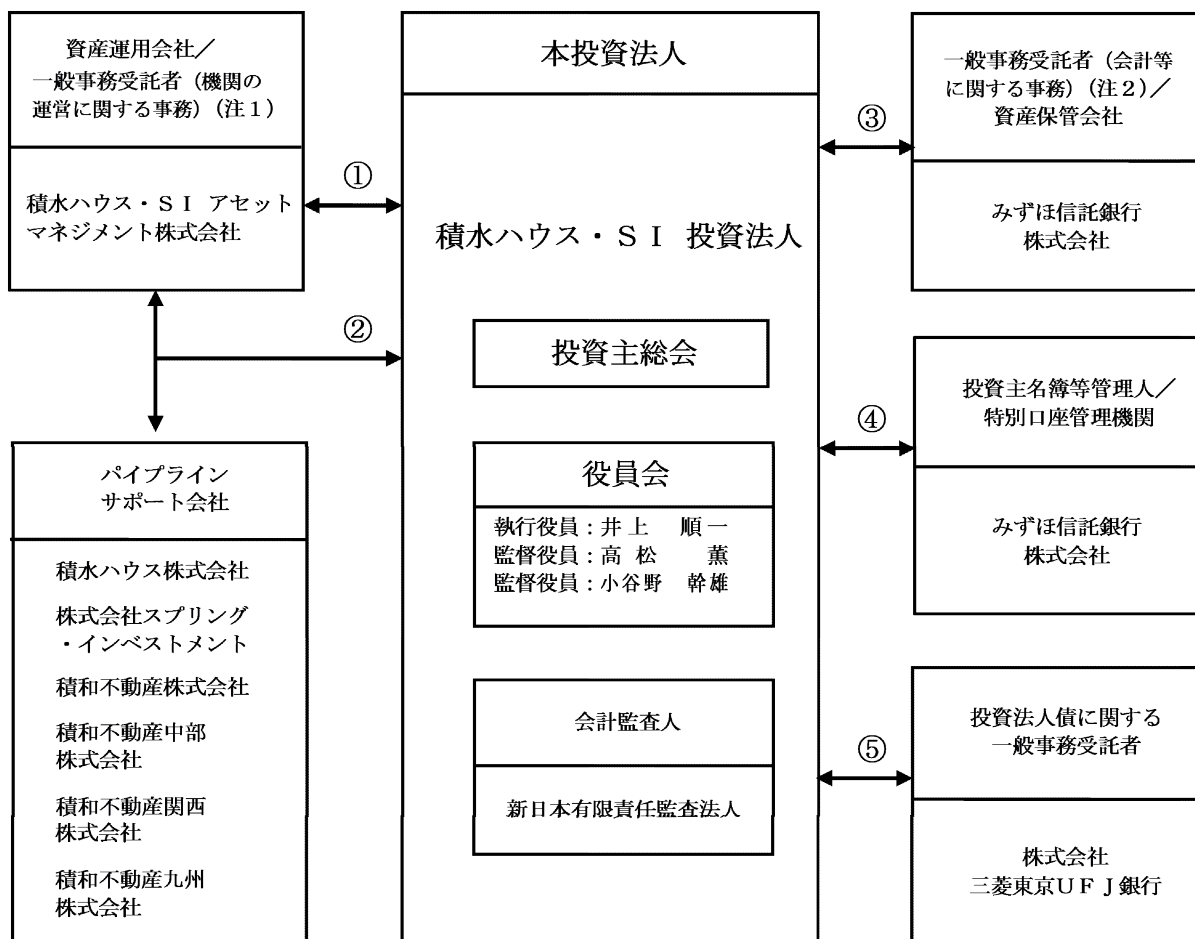 資産運用会社／
一般事務受託者（機関の
運営に関する事務）（注１）
積水ハウス・ＳＩ アセット
マネジメント株式会社
①
②
パイプライン
サポート会社
積水ハウス株式会社
株式会社スプリング
・インベストメント
積和不動産株式会社
積和不動産中部
株式会社
積和不動産関西
株式会社
積和不動産九州
株式会社
本投資法人
積水ハウス・ＳＩ 投資法人
投資主総会
役員会
執行役員：井上　順一
監督役員：高松　薫
監督役員：小谷野　幹雄
会計監査人
新日本有限責任監査法人
③
一般事務受託者（会計等
に関する事務）（注２）／
資産保管会社
みずほ信託銀行
株式会社
④
投資主名簿等管理人／
特別口座管理機関
みずほ信託銀行
株式会社
⑤
投資法人債に関する
一般事務受託者
株式会社
三菱東京ＵＦＪ銀行